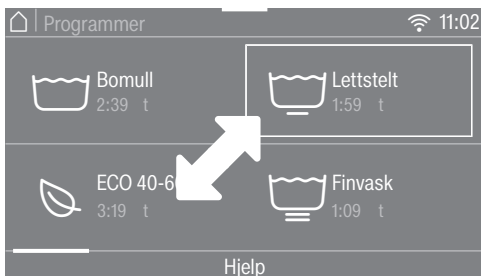 Programmer 11:02
Bomull
2:39 t
Lettstelt
1:59 t
ECO 40-6
3:19 t
Finvask
1:09 t
Hjelp